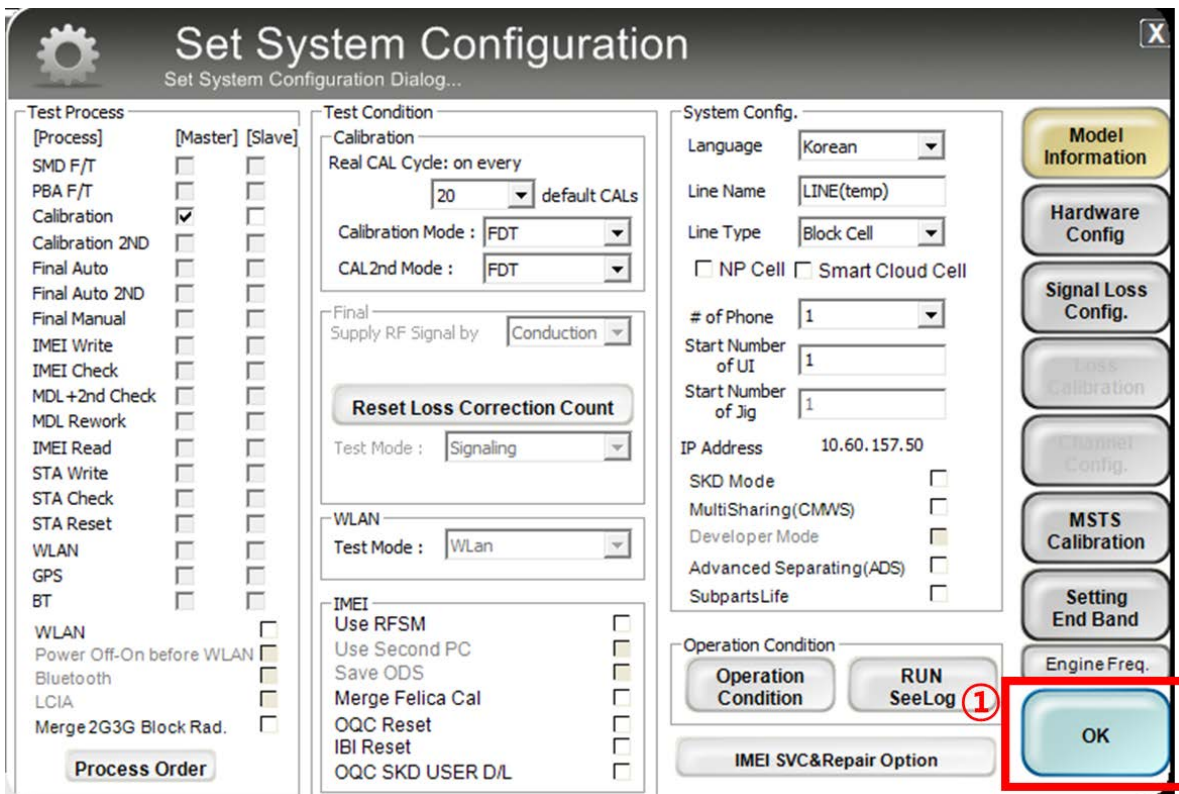 Set System Configuration
Set System Configuration Dialog...
X
Test Process
[Process] [Master] [Slave]
SMD F/T
PBA F/T
Calibration
Calibration 2ND
Final Auto
Final Auto 2ND
Final Manual
IMEI Write
IMEI Check
MDL+2nd Check
MDL Rework
IMEI Read
STA Write
STA Check
STA Reset
WLAN
GPS
BT
WLAN
Power Off-On before WLAN
Bluetooth
LCIA
Merge 2G3G Block Rad.
Process Order
Test Condition
Calibration
Real CAL Cycle: on every
20 default CALs
Calibration Mode : FDT
CAL2nd Mode : FDT
Final
Supply RF Signal by Conduction
Reset Loss Correction Count
Test Mode : Signaling
WLAN
Test Mode : WLan
IMEI
Use RFSM
Use Second PC
Save ODS
Merge Felica Cal
OQC Reset
IBI Reset
OQC SKD USER D/L
System Config.
Language Korean
Line Name LINE(temp)
Line Type Block Cell
NP Cell Smart Cloud Cell
# of Phone 1
Start Number
of UI 1
Start Number
of Jig 1
IP Address 10.60.157.50
SKD Mode
MultiSharing(CMWS)
Developer Mode
Advanced Separating(ADS)
SubpartsLife
Operation Condition
Operation
Condition
RUN
SeeLog
IMEI SVC&Repair Option
Model
Information
Hardware
Config
Signal Loss
Config.
Loss
Calibration
Channel
Config.
MSTS
Calibration
Setting
End Band
Engine Freq.
①
OK